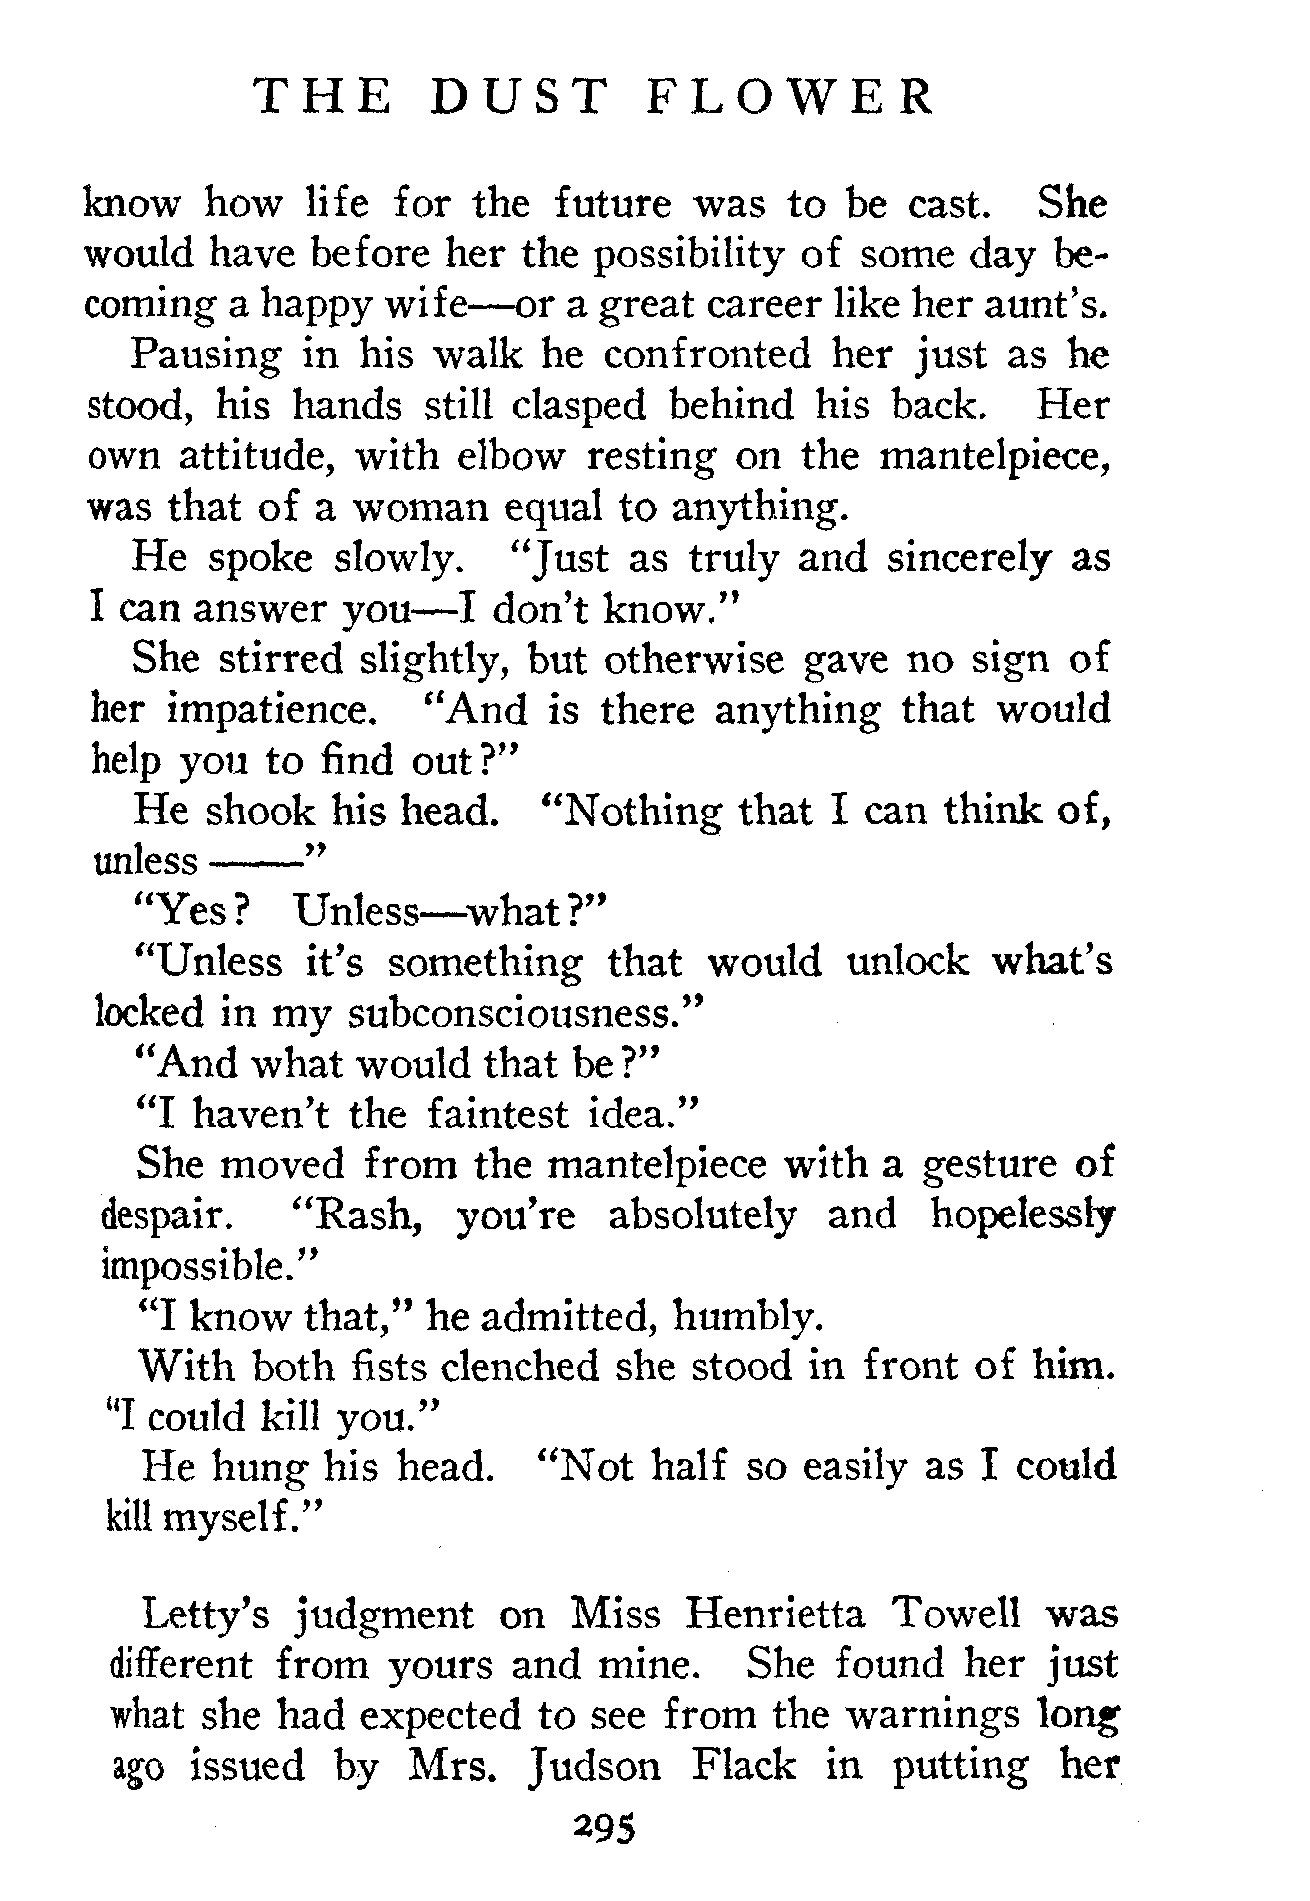 THE DUST FLOWER
know how life for the future was to be cast. She
would have before her the possibility of some day be-
coming a happy wife—or a great career like her aunt's.
Pausing in his walk he confronted her just as he
stood, his hands still clasped behind his back. Her
own attitude, with elbow resting on the mantelpiece,
was that of a woman equal to anything.
He spoke slowly. "Just as truly and sincerely as
I can answer you—I don't know."
She stirred slightly, but otherwise gave no sign of
her impatience. "And is there anything that would
help you to find out?"
He shook his head. "Nothing that I can think of,
unless ——"
"Yes? Unless—what?"
"Unless it's something that would unlock what's
locked in my subconsciousness."
"And what would that be?"
"I haven't the faintest idea."
She moved from the mantelpiece with a gesture of
despair. "Rash, you're absolutely and hopelessly
impossible."
"I know that," he admitted, humbly.
With both fists clenched she stood in front of him.
"I could kill you."
He hung his head. "Not half so easily as I could
kill myself."
Letty's judgment on Miss Henrietta Towell was
different from yours and mine. She found her just
what she had expected to see from the warnings long
ago issued by Mrs. Judson Flack in putting her
295